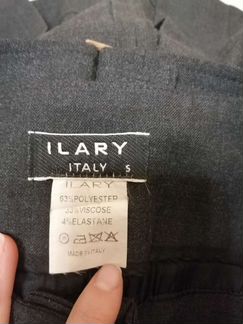 ILARY
ITALY S
ILARY
63%POLYESTER
33%VISCOSE
4%ELASTANE
MADE IN ITALY